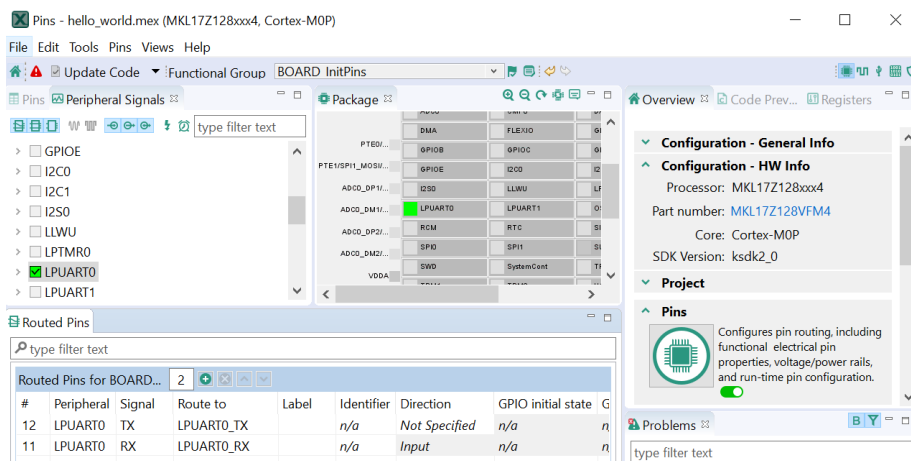 Pins - hello_world.mex (MKL17Z128xxx4, Cortex-M0P)
File Edit Tools Pins Views Help
Update Code Functional Group BOARD InitPins
Pins Peripheral Signals
type filter text
GPIOE
I2C0
I2C1
I2S0
LLWU
LPTMR0
LPUART0
LPUART1
Package
DMA FLEXIO
PTE0/... GPIOB GPIOC
PTE1/SPI1_MOSI/... GPIOE I2C0
ADC0_DP1/... I2S0 LLWU
ADC0_DM1/... LPUART0 LPUART1
ADC0_DP2/... RCM RTC
ADC0_DM2/... SPI0 SPI1
VDDA SWD SystemCont
Overview Code Prev... Registers
Configuration - General Info
Configuration - HW Info
Processor: MKL17Z128xxx4
Part number: MKL17Z128VFM4
Core: Cortex-M0P
SDK Version: ksdk2_0
Project
Pins
Configures pin routing, including
functional electrical pin
properties, voltage/power rails,
and run-time pin configuration.
Routed Pins
type filter text
Routed Pins for BOARD... 2
# Peripheral Signal Route to Label Identifier Direction GPIO initial state G
12 LPUART0 TX LPUART0_TX n/a Not Specified n/a n
11 LPUART0 RX LPUART0_RX n/a Input n/a n
Problems
type filter text